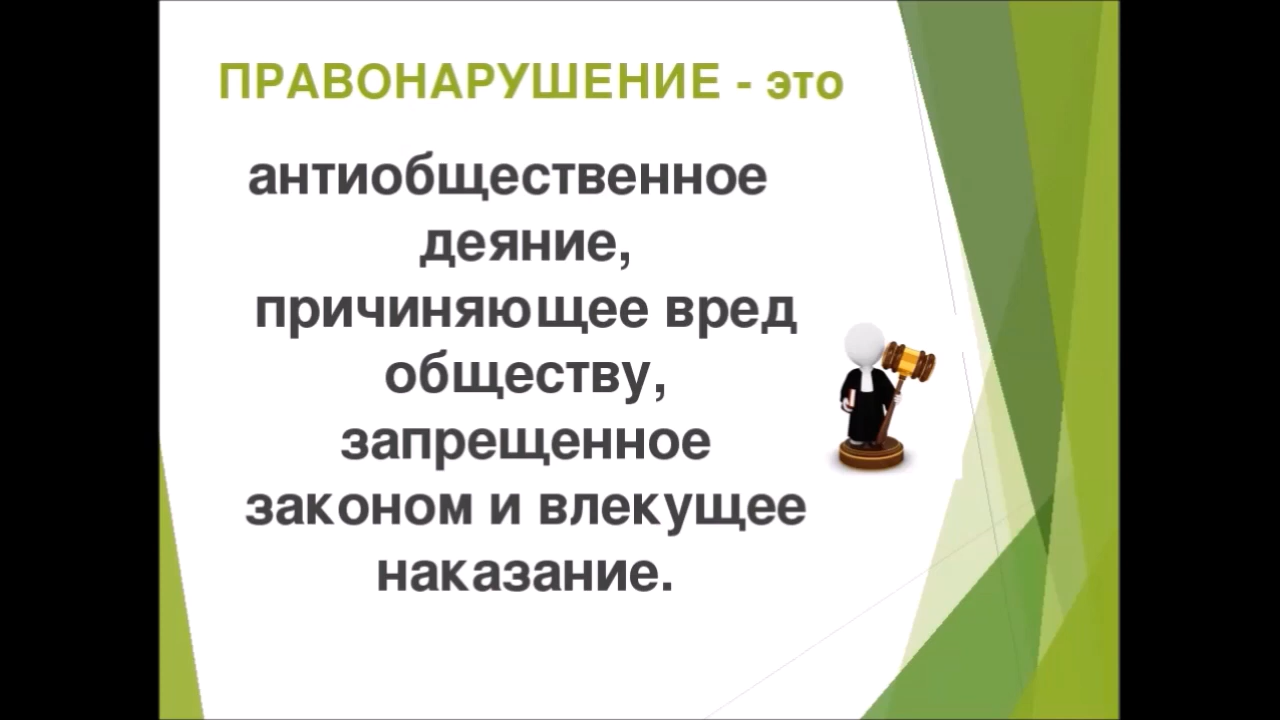 ПРАВОНАРУШЕНИЕ - это
антиобщественное
деяние,
причиняющее вред
обществу,
запрещенное
законом и влекущее
наказание.